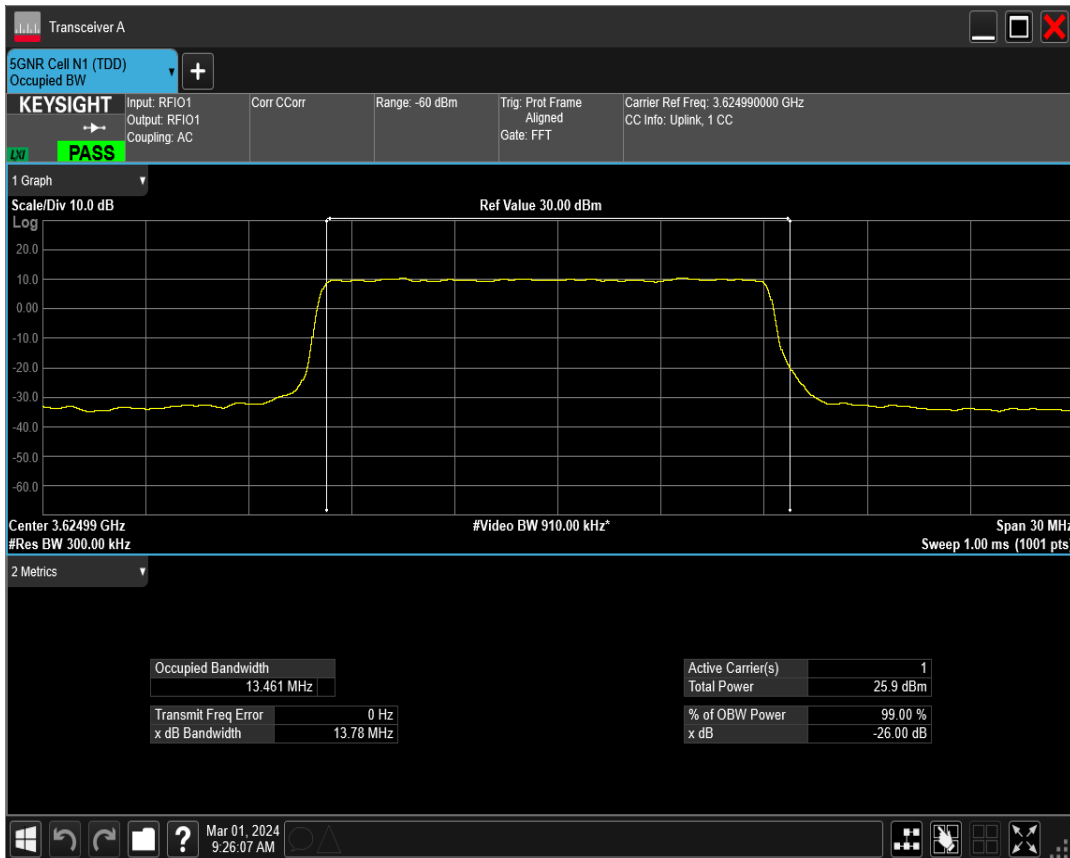 Transceiver A
5GNR Cell N1 (TDD)
Occupied BW
+
KEYSIGHT
LXI
PASS
Input: RFIO1
Output: RFIO1
Coupling: AC
Corr CCorr
Range: -60 dBm
Trig: Prot Frame
Aligned
Gate: FFT
Carrier Ref Freq: 3.624990000 GHz
CC Info: Uplink, 1 CC
1 Graph
Scale/Div 10.0 dB
Ref Value 30.00 dBm
Log
20.0
10.0
0.00
-10.0
-20.0
-30.0
-40.0
-50.0
-60.0
Center 3.62499 GHz
#Video BW 910.00 kHz*
Span 30 MHz
#Res BW 300.00 kHz
Sweep 1.00 ms (1001 pts)
2 Metrics
Occupied Bandwidth
13.461 MHz
Transmit Freq Error 0 Hz
x dB Bandwidth 13.78 MHz
Active Carrier(s) 1
Total Power 25.9 dBm
% of OBW Power 99.00 %
x dB -26.00 dB
?
Mar 01, 2024
9:26:07 AM